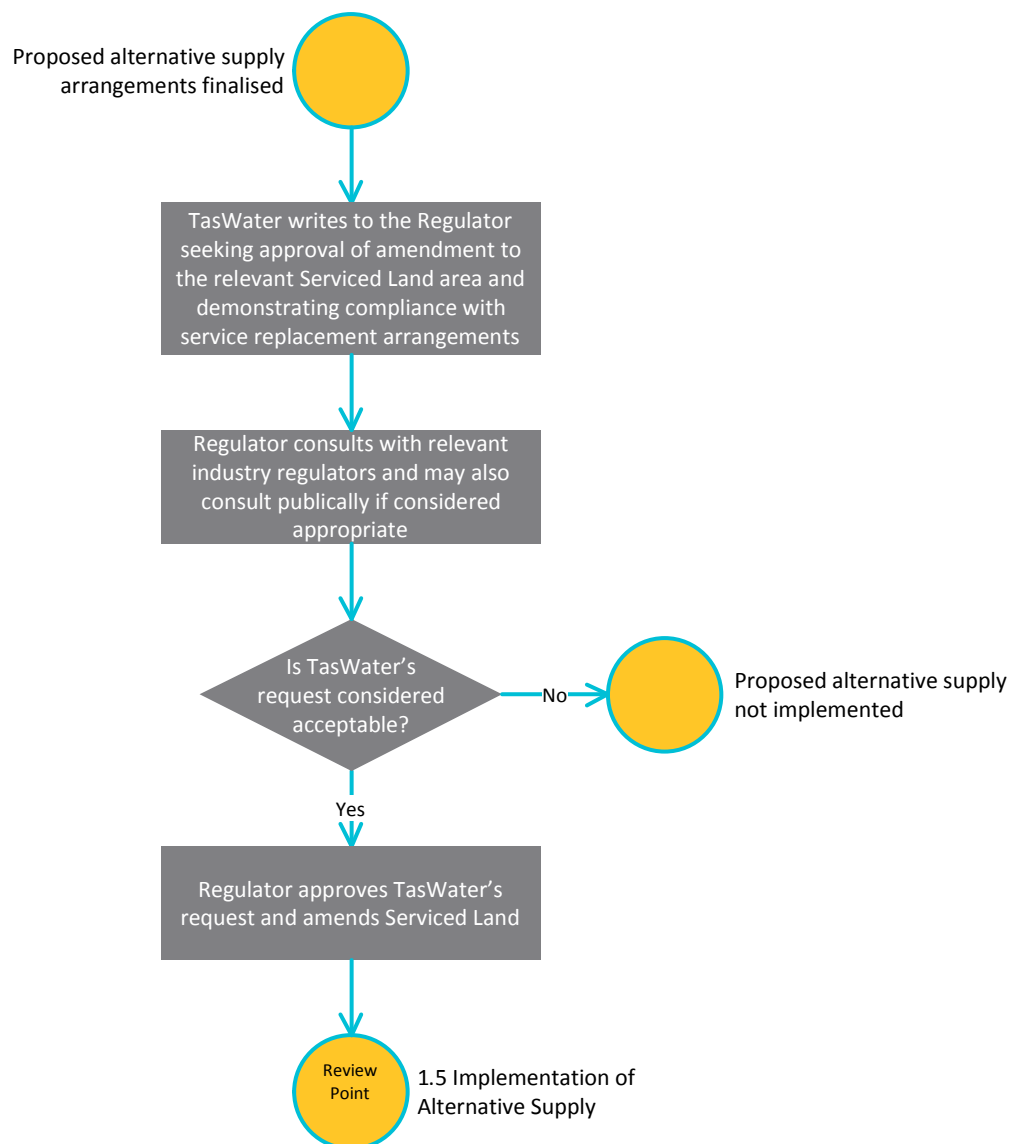 Proposed alternative supply
arrangements finalised
TasWater writes to the Regulator
seeking approval of amendment to
the relevant Serviced Land area and
demonstrating compliance with
service replacement arrangements
Regulator consults with relevant
industry regulators and may also
consult publically if considered
appropriate
Is TasWater’s
request considered
acceptable?
No
Proposed alternative supply
not implemented
Yes
Regulator approves TasWater’s
request and amends Serviced Land
Review
Point
1.5 Implementation of
Alternative Supply